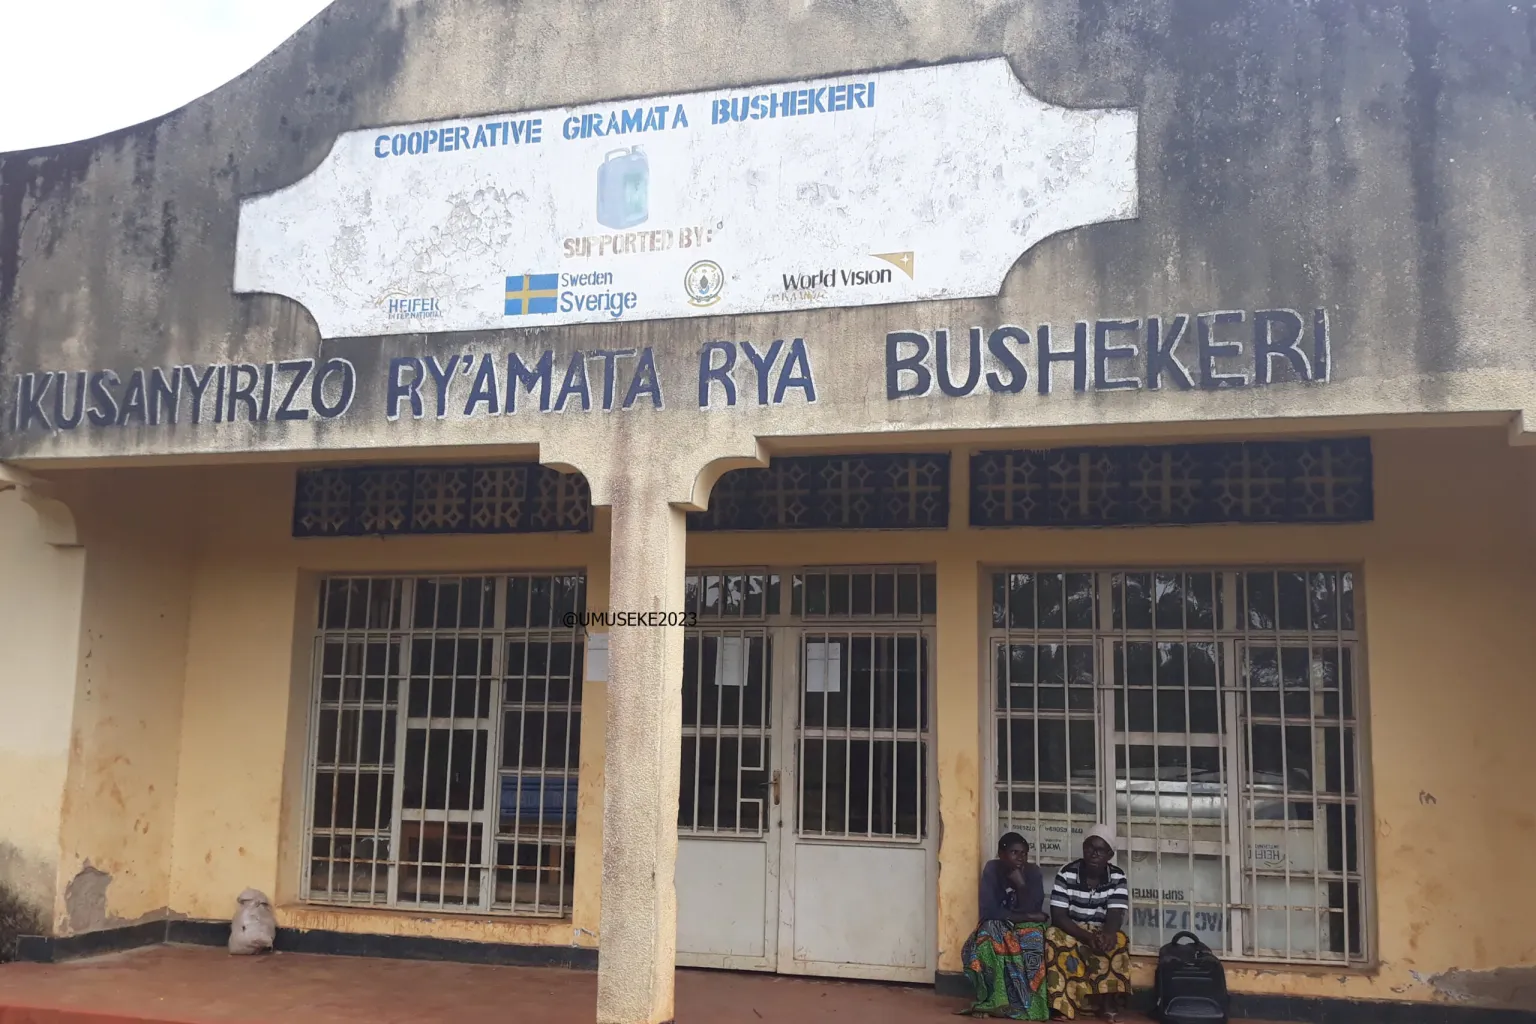 COOPERATIVE GIRAMATA BUSHEKERI
SUPPORTED BY:
HEIFER
INTERNATIONAL
Sweden
Sverige
World Vision
IKUSANYIRIZO RY'AMATA RYA BUSHEKERI
@UMUSEKE2023